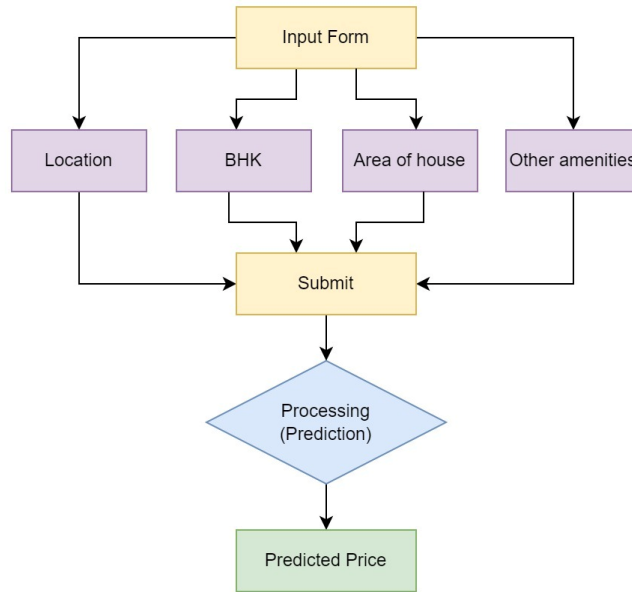 Input Form
Location
BHK
Area of house
Other amenities
Submit
Processing
(Prediction)
Predicted Price